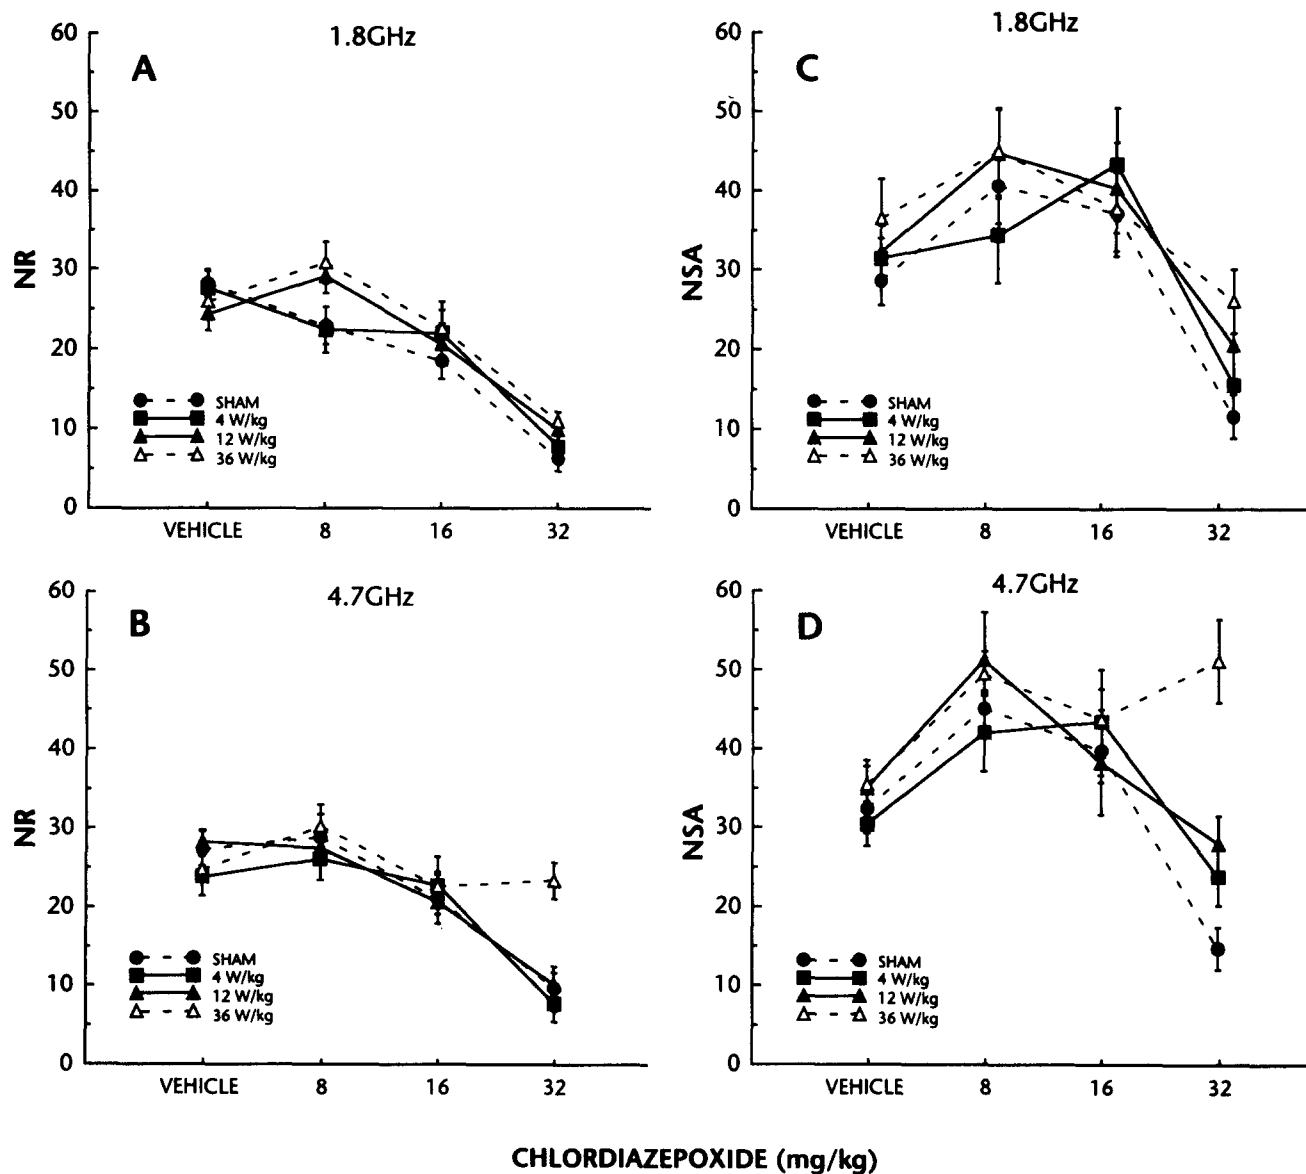 1.8GHz
A
NR
60
50
40
30
20
10
0
SHAM
4 W/kg
12 W/kg
36 W/kg
VEHICLE 8 16 32
1.8GHz
C
NSA
60
50
40
30
20
10
0
SHAM
4 W/kg
12 W/kg
36 W/kg
VEHICLE 8 16 32
4.7GHz
B
NR
60
50
40
30
20
10
0
SHAM
4 W/kg
12 W/kg
36 W/kg
VEHICLE 8 16 32
4.7GHz
D
NSA
60
50
40
30
20
10
0
SHAM
4 W/kg
12 W/kg
36 W/kg
VEHICLE 8 16 32
CHLORDIAZEPOXIDE (mg/kg)